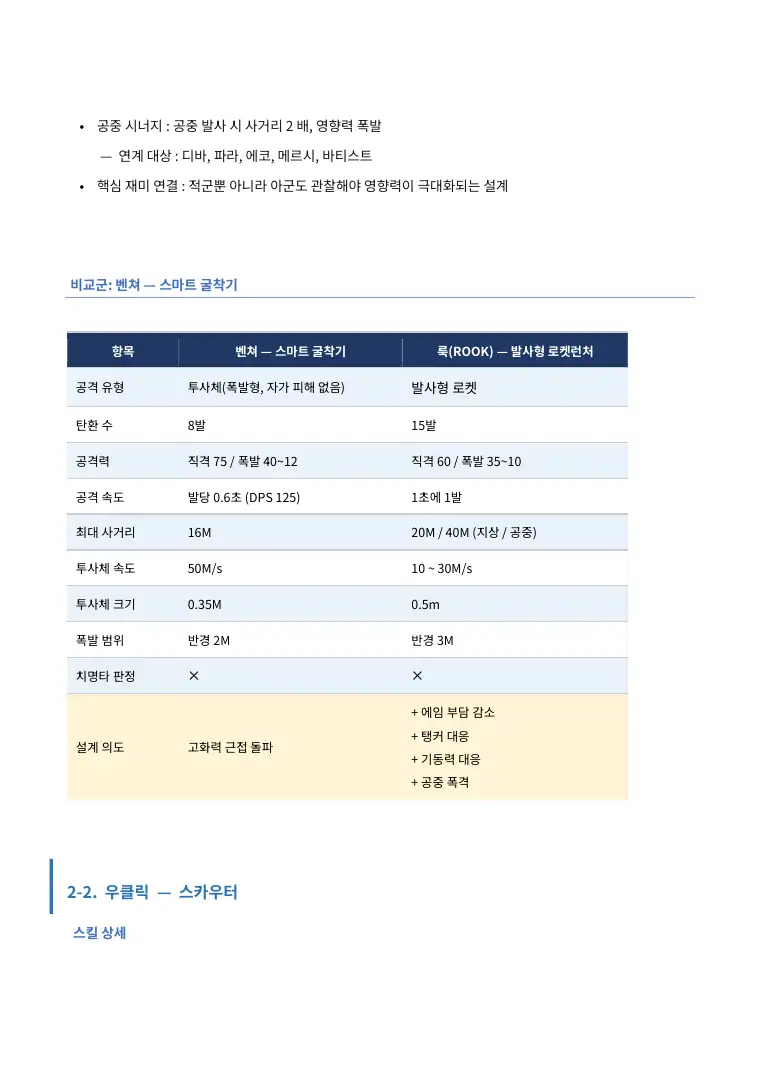 • 공중 시너지 : 공중 발사 시 사거리 2 배, 영향력 폭발
— 연계 대상 : 디바, 파라, 에코, 메르시, 바티스트
• 핵심 재미 연결 : 적군뿐 아니라 아군도 관찰해야 영향력이 극대화되는 설계
비교군: 벤쳐 — 스마트 굴착기
항목 벤쳐 — 스마트 굴착기 룩(ROOK) — 발사형 로켓런처
공격 유형 투사체(폭발형, 자가 피해 없음) 발사형 로켓
탄환 수 8발 15발
공격력 직격 75 / 폭발 40~12 직격 60 / 폭발 35~10
공격 속도 발당 0.6초 (DPS 125) 1초에 1발
최대 사거리 16M 20M / 40M (지상 / 공중)
투사체 속도 50M/s 10 ~ 30M/s
투사체 크기 0.35M 0.5m
폭발 범위 반경 2M 반경 3M
치명타 판정 ✕ ✕
설계 의도 고화력 근접 돌파 + 에임 부담 감소
+ 탱커 대응
+ 기동력 대응
+ 공중 폭격
2-2. 우클릭 — 스카우터
스킬 상세